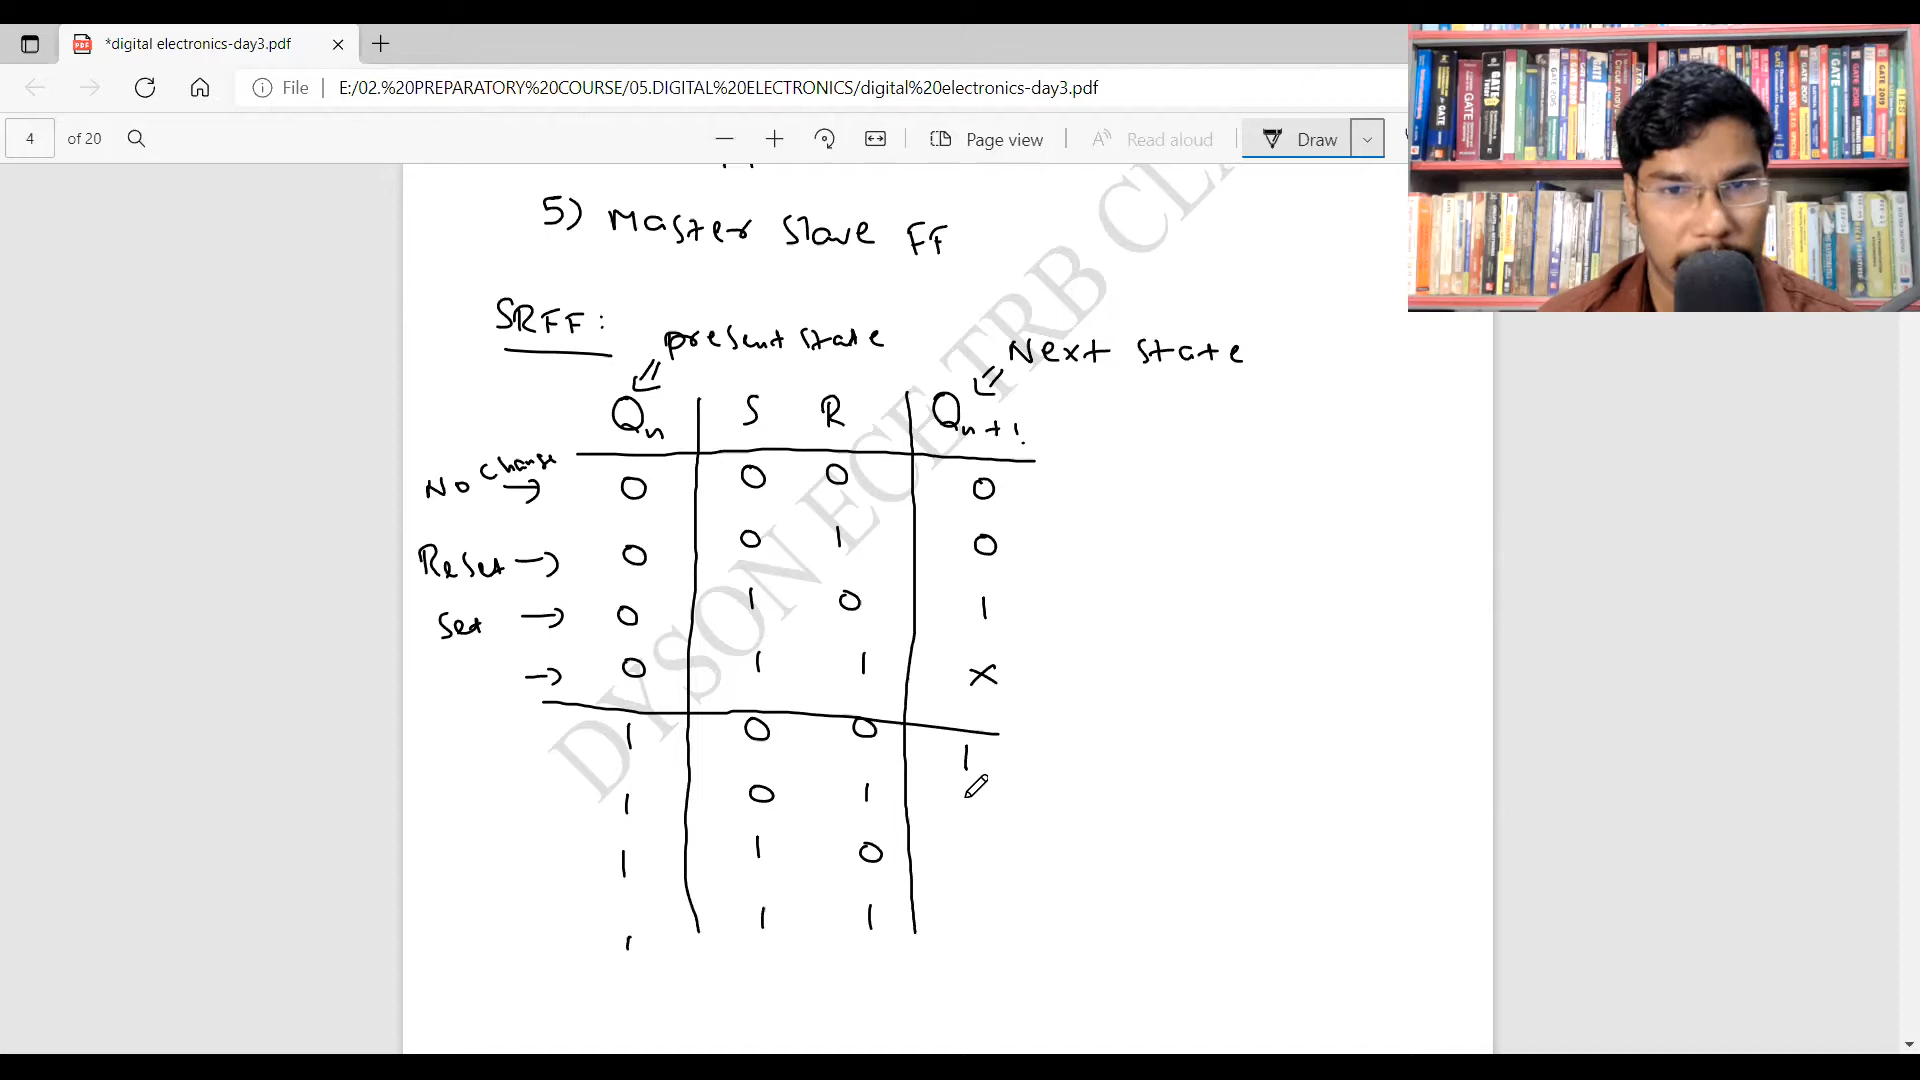 *digital electronics-day3.pdf
File E:/02.%20PREPARATORY%20COURSE/05.DIGITAL%20ELECTRONICS/digital%20electronics-day3.pdf
4 of 20 Page view Read aloud Draw
5) Master Slave FF
SRFF:
present state
Next state
Qn S R Qn+1
No Change → 0 0 0 0
Reset → 0 0 1 0
Set → 0 1 0 1
→ 0 1 1 X
1 0 0 1
1 0 1
1 1 0
1 1 1
DYSON ECE TRB CLA